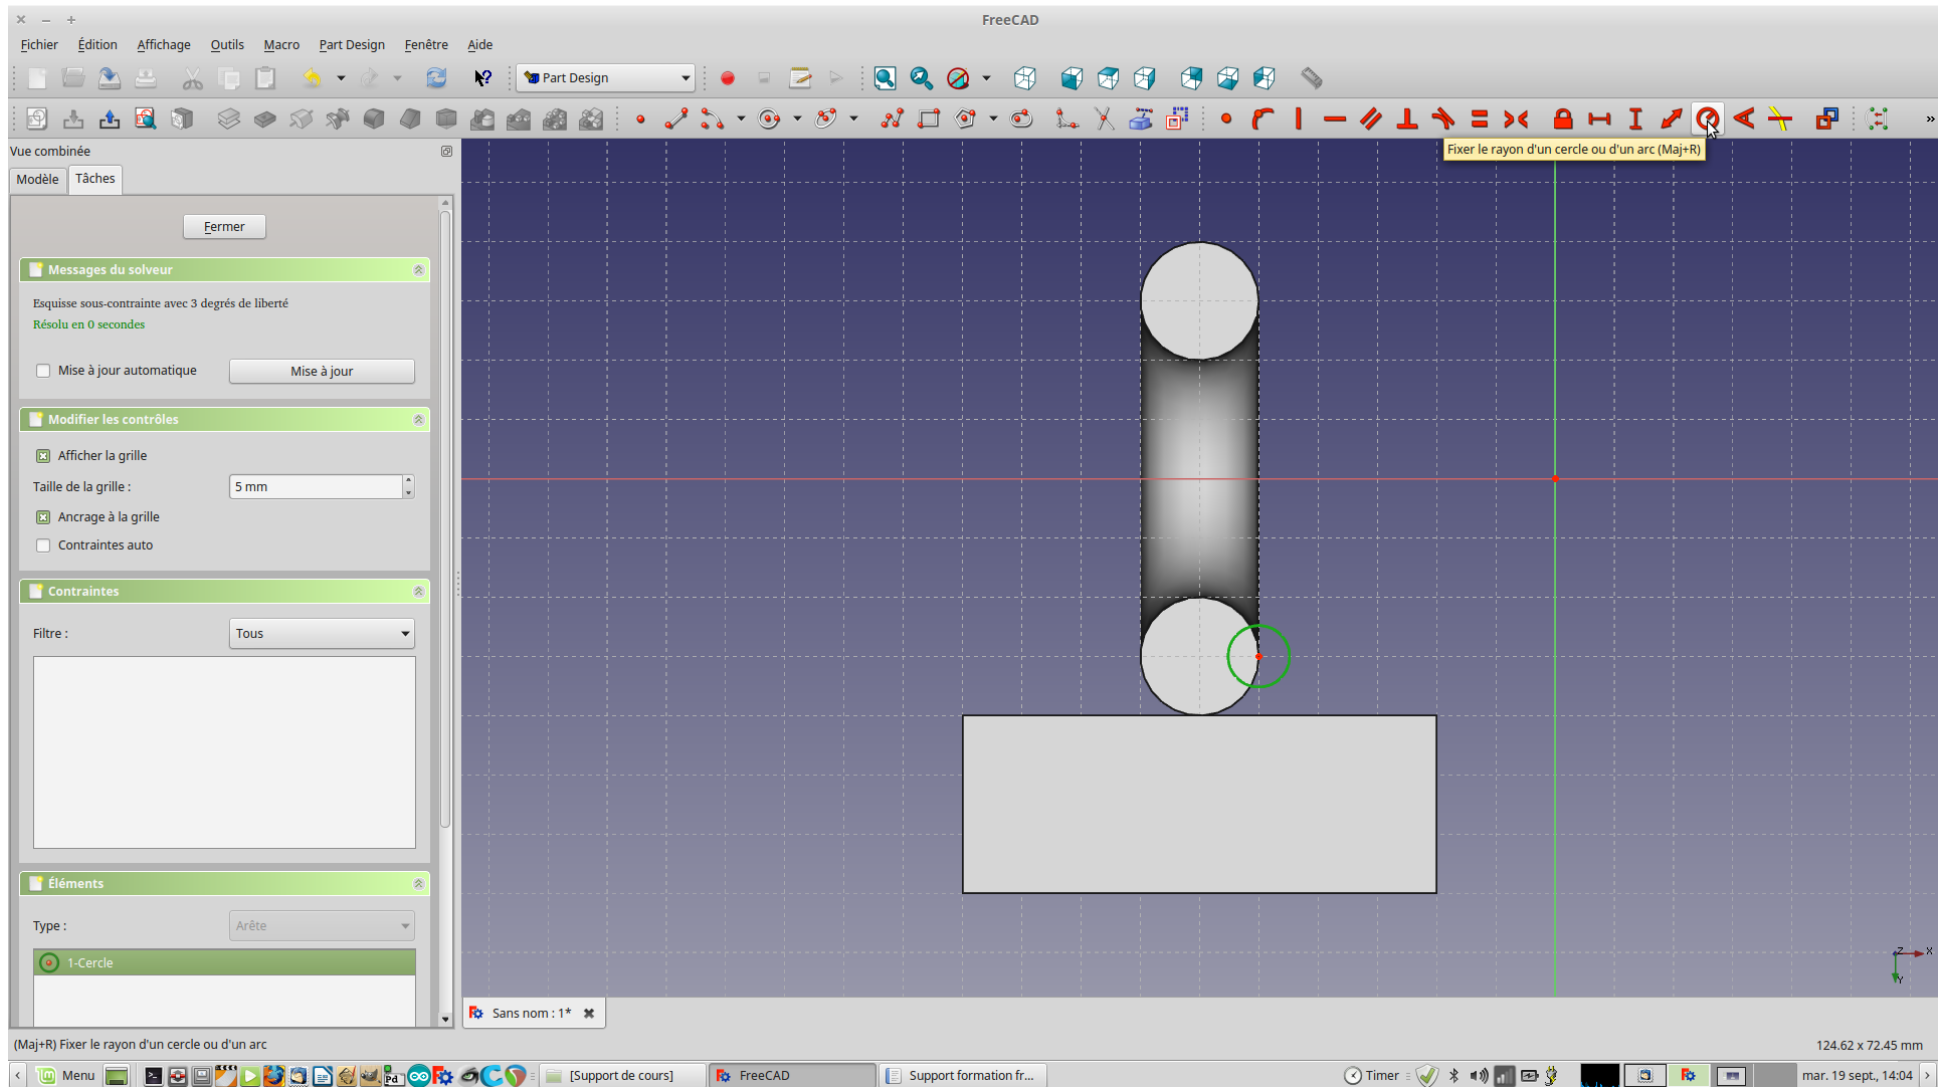 FreeCAD
Fichier Édition Affichage Outils Macro Part Design Fenêtre Aide
Part Design
Vue combinée
Fixer le rayon d'un cercle ou d'un arc (Maj+R)
Modèle Tâches
Fermer
Messages du solveur
Esquisse sous-contrainte avec 3 degrés de liberté
Résolu en 0 secondes
Mise à jour automatique Mise à jour
Modifier les contrôles
Afficher la grille
Taille de la grille : 5 mm
Ancrage à la grille
Contraintes auto
Contraintes
Filtre : Tous
Éléments
Type : Arête
1-Cercle
Z X
Y
Sans nom : 1*
(Maj+R) Fixer le rayon d'un cercle ou d'un arc 124.62 x 72.45 mm
Menu Pd [Support de cours] FreeCAD Support formation fr... Timer mar. 19 sept., 14:04